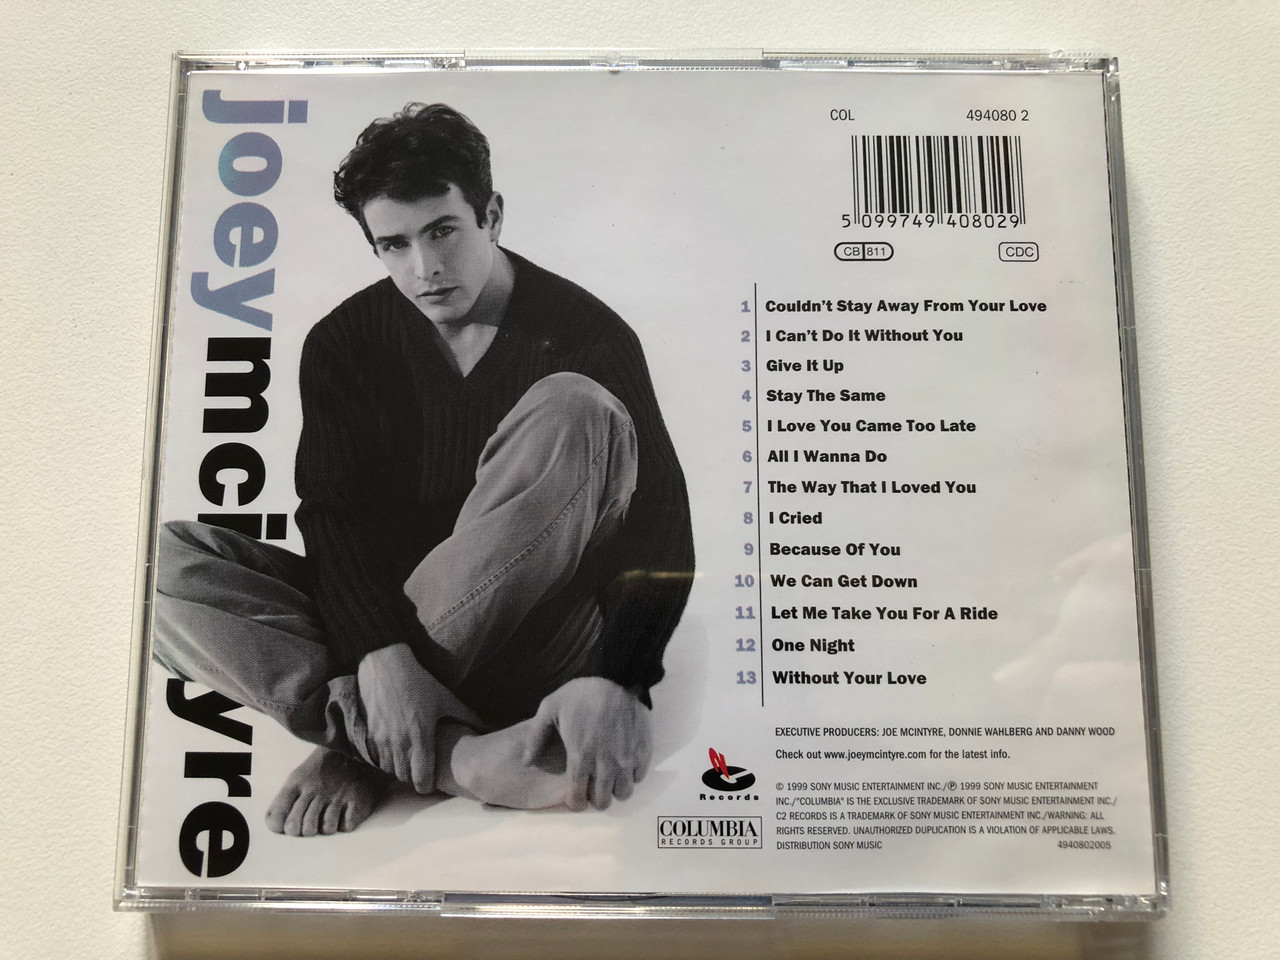 joeymcintyre
COL 494080 2
5 099749 408029
CB 811 CDC
1 Couldn't Stay Away From Your Love
2 I Can't Do It Without You
3 Give It Up
4 Stay The Same
5 I Love You Came Too Late
6 All I Wanna Do
7 The Way That I Loved You
8 I Cried
9 Because Of You
10 We Can Get Down
11 Let Me Take You For A Ride
12 One Night
13 Without Your Love
EXECUTIVE PRODUCERS: JOE MCINTYRE, DONNIE WAHLBERG AND DANNY WOOD
Check out www.joeymcintyre.com for the latest info.
Records
COLUMBIA
RECORDS GROUP
© 1999 SONY MUSIC ENTERTAINMENT INC./℗ 1999 SONY MUSIC ENTERTAINMENT
INC./"COLUMBIA" IS THE EXCLUSIVE TRADEMARK OF SONY MUSIC ENTERTAINMENT INC./
C2 RECORDS IS A TRADEMARK OF SONY MUSIC ENTERTAINMENT INC./WARNING: ALL
RIGHTS RESERVED. UNAUTHORIZED DUPLICATION IS A VIOLATION OF APPLICABLE LAWS.
DISTRIBUTION SONY MUSIC 4940802005